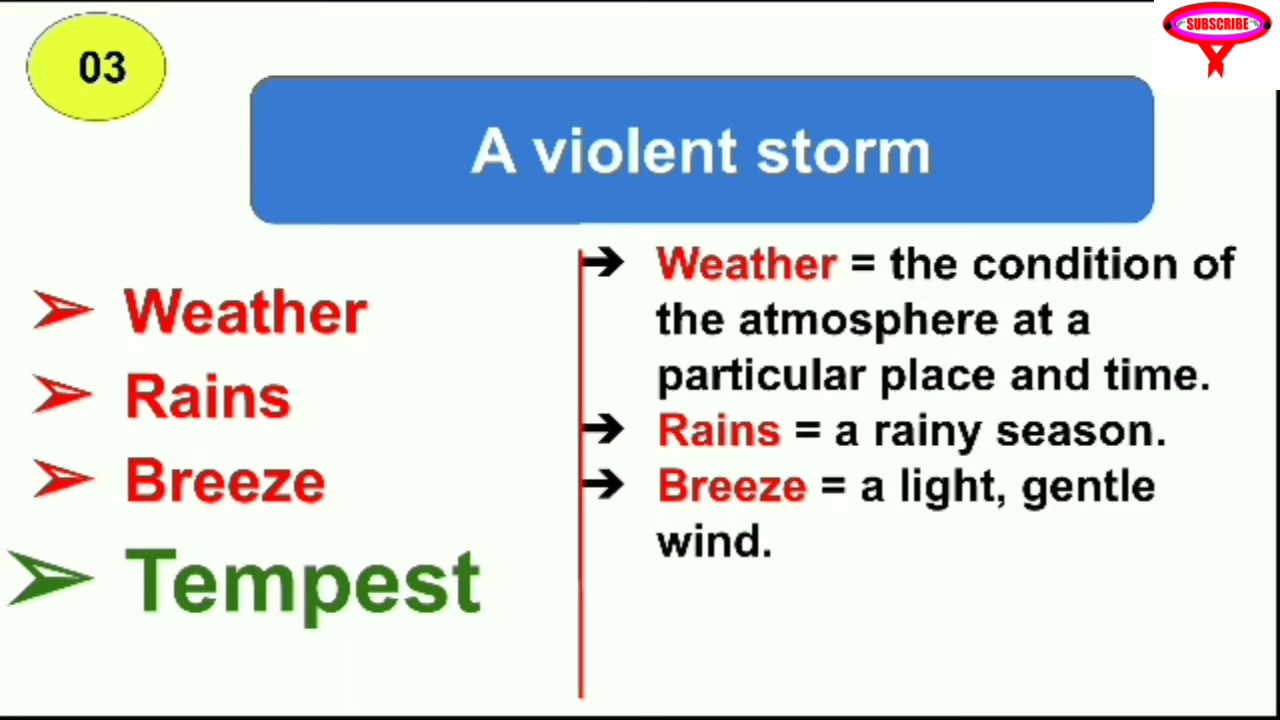 03
SUBSCRIBE
A violent storm
Weather
Rains
Breeze
Tempest
Weather = the condition of
the atmosphere at a
particular place and time.
Rains = a rainy season.
Breeze = a light, gentle
wind.